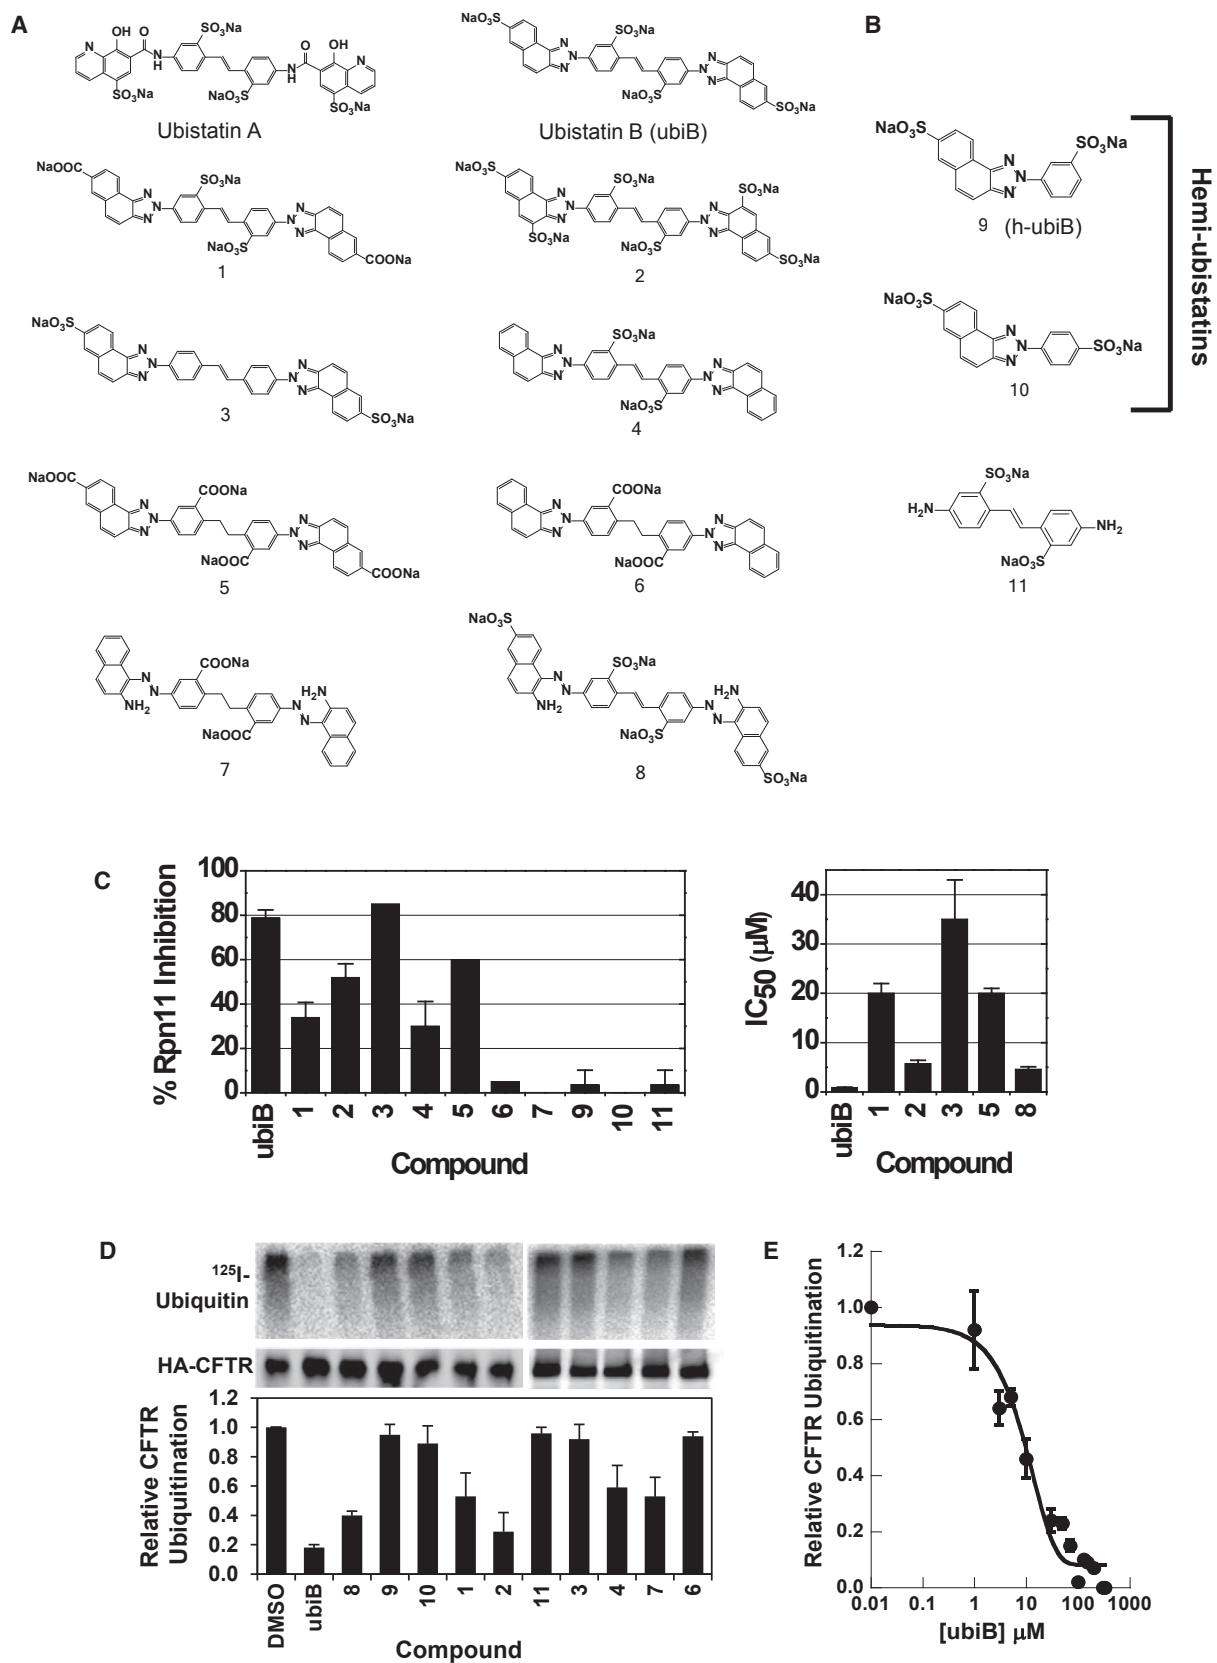 A
B
OH
O
SO3Na
N
NH
O
OH
NH
N
SO3Na
NaO3S
SO3Na
Ubistatin A
NaO3S
SO3Na
N
N
N
N
N
N
NaO3S
SO3Na
Ubistatin B (ubiB)
NaOOC
SO3Na
N
N
N
N
N
N
NaO3S
COONa
1
NaO3S
SO3Na
SO3Na
N
N
N
N
N
N
SO3Na
NaO3S
SO3Na
2
NaO3S
N
N
N
N
N
N
SO3Na
3
SO3Na
N
N
N
N
N
N
NaO3S
4
NaOOC
COONa
N
N
N
N
N
N
NaOOC
COONa
5
COONa
N
N
N
N
N
N
NaOOC
6
N
N
NH2
COONa
H2N
N
N
NaOOC
7
NaO3S
N
N
NH2
SO3Na
H2N
N
N
NaO3S
SO3Na
8
NaO3S
SO3Na
N
N
N
9 (h-ubiB)
NaO3S
N
N
N
SO3Na
10
Hemi-ubistatins
SO3Na
H2N
NH2
NaO3S
11
C
% Rpn11 Inhibition
100
80
60
40
20
0
ubiB 1 2 3 4 5 6 7 9 10 11
Compound
IC50 (μM)
40
30
20
10
0
ubiB 1 2 3 5 8
Compound
D
125I-
Ubiquitin
HA-CFTR
Relative CFTR
Ubiquitination
1.2
1.0
0.8
0.6
0.4
0.2
0.0
DMSO ubiB 8 9 10 1 2 11 3 4 7 6
Compound
E
Relative CFTR Ubiquitination
1.2
1.0
0.8
0.6
0.4
0.2
0.0
0.01 0.1 1 10 100 1000
[ubiB] μM